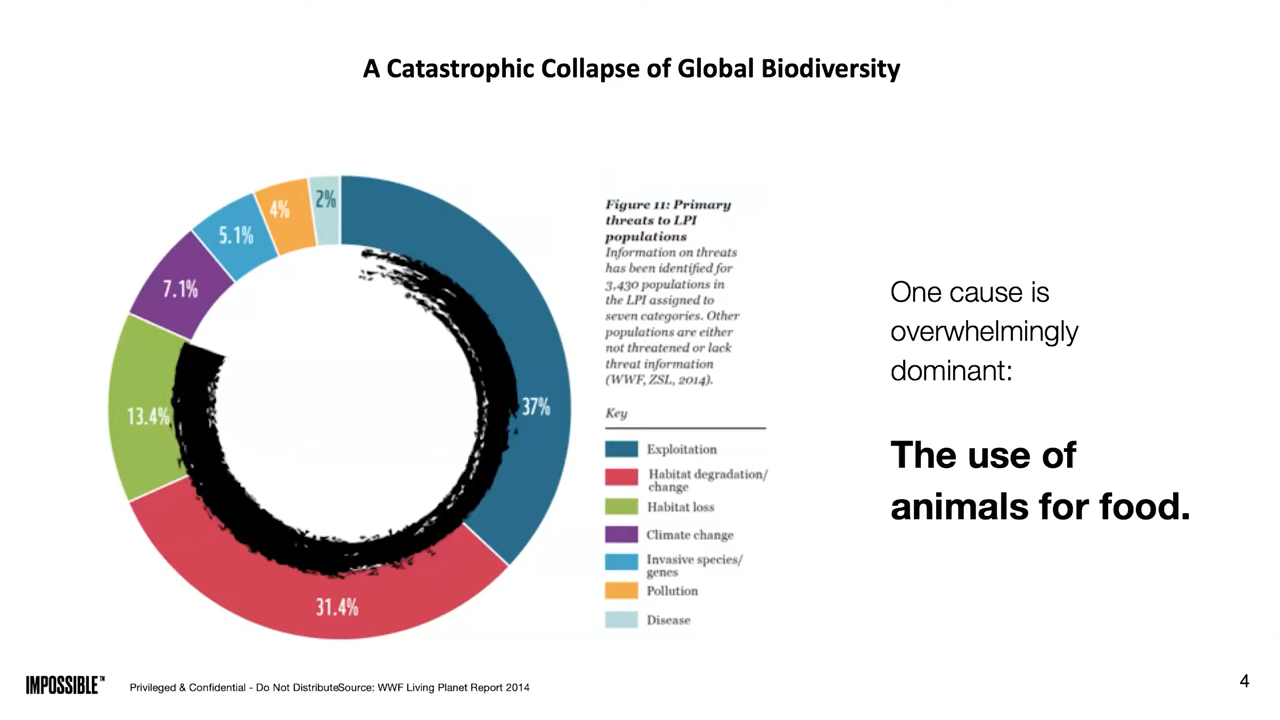 A Catastrophic Collapse of Global Biodiversity
2%
4%
5.1%
7.1%
13.4%
37%
31.4%
Figure 11: Primary
threats to LPI
populations
Information on threats
has been identified for
3,430 populations in
the LPI assigned to
seven categories. Other
populations are either
not threatened or lack
threat information
(WWF, ZSL, 2014).
Key
Exploitation
Habitat degradation/
change
Habitat loss
Climate change
Invasive species/
genes
Pollution
Disease
One cause is
overwhelmingly
dominant:
The use of
animals for food.
IMPOSSIBLE™
Privileged & Confidential - Do Not DistributeSource: WWF Living Planet Report 2014
4